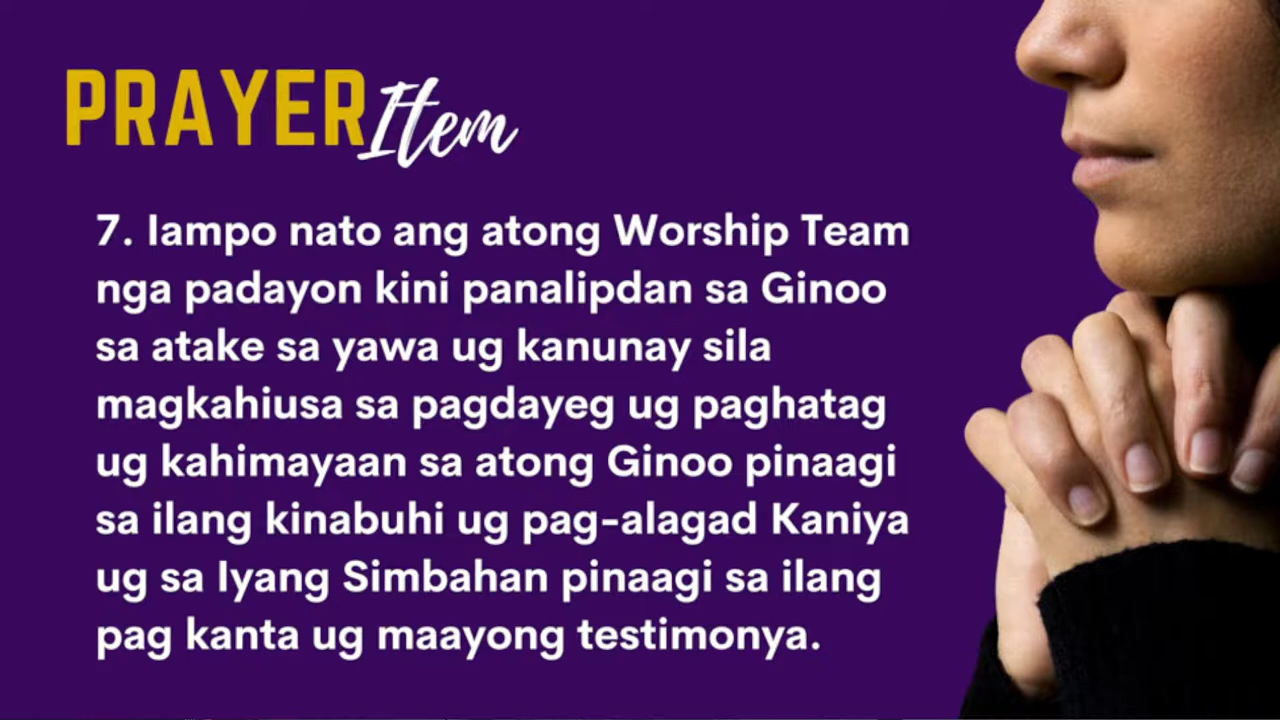 PRAYER Item
7. Iampo nato ang atong Worship Team
nga padayon kini panalipdan sa Ginoo
sa atake sa yawa ug kanunay sila
magkahiusa sa pagdayeg ug paghatag
ug kahimayaan sa atong Ginoo pinaagi
sa ilang kinabuhi ug pag-alagad Kaniya
ug sa Iyang Simbahan pinaagi sa ilang
pag kanta ug maayong testimonya.